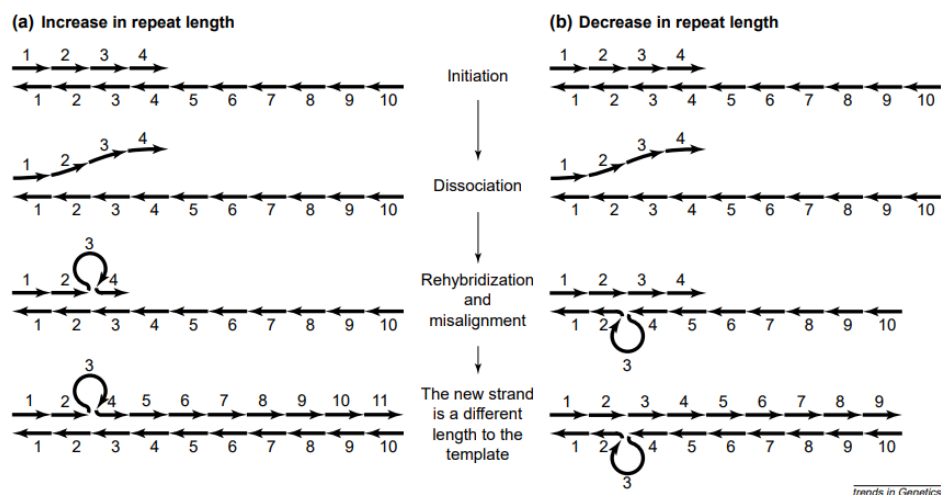 (a) Increase in repeat length
(b) Decrease in repeat length
1 2 3 4
1 2 3 4 5 6 7 8 9 10
Initiation
1 2 3 4
1 2 3 4 5 6 7 8 9 10
1 2 3 4
1 2 3 4 5 6 7 8 9 10
Dissociation
1 2 3 4
1 2 3 4 5 6 7 8 9 10
3
1 2 4
1 2 3 4 5 6 7 8 9 10
Rehybridization
and
misalignment
1 2 3 4
1 2 4 5 6 7 8 9 10
3
3
1 2 4 5 6 7 8 9 10 11
1 2 3 4 5 6 7 8 9 10
The new strand
is a different
length to the
template
1 2 3 4 5 6 7 8 9
1 2 4 5 6 7 8 9 10
3
trends in Genetics